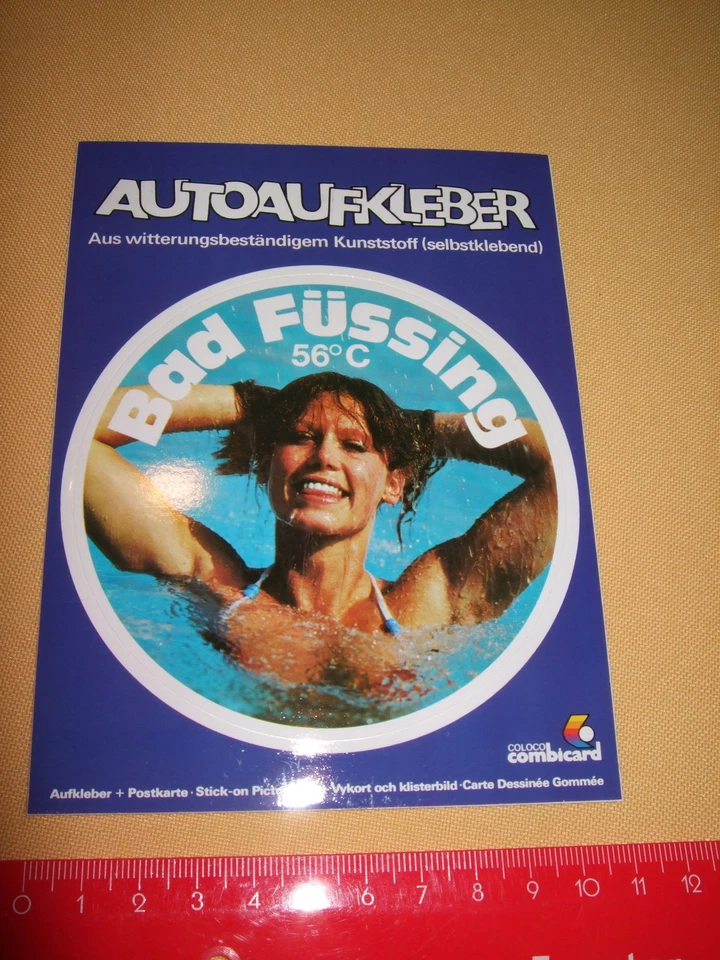 AUTOAUFKLEBER
Aus witterungsbeständigem Kunststoff (selbstklebend)
Bad Füssing
56° C
COLOCO
combicard
Aufkleber + Postkarte · Stick-on Vykort och klisterbild · Carte Dessinée Gommée
0 1 2 3 4 5 6 7 8 9 10 11 12